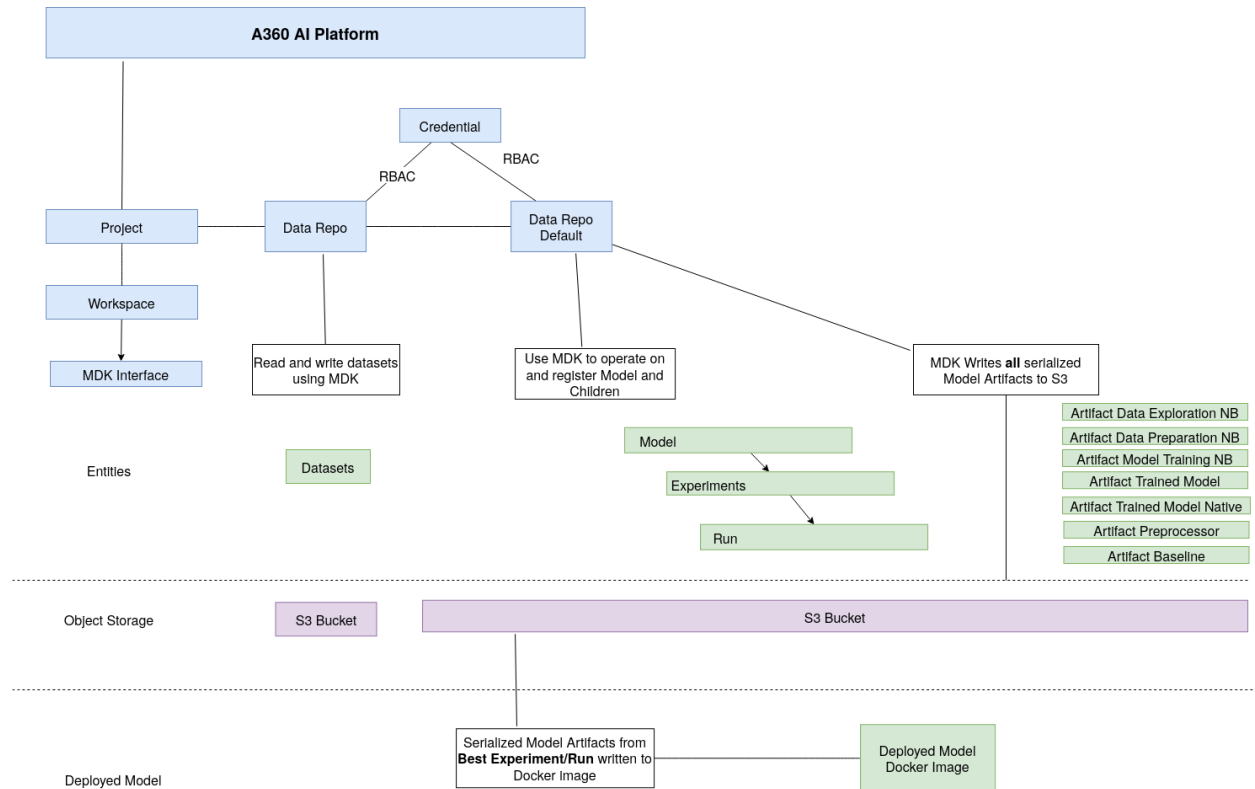 A360 AI Platform
Credential
RBAC
RBAC
Project
Data Repo
Data Repo
Default
Workspace
MDK Interface
Read and write datasets
using MDK
Use MDK to operate on
and register Model and
Children
MDK Writes all serialized
Model Artifacts to S3
Artifact Data Exploration NB
Artifact Data Preparation NB
Artifact Model Training NB
Artifact Trained Model
Artifact Trained Model Native
Artifact Preprocessor
Artifact Baseline
Entities
Datasets
Model
Experiments
Run
Object Storage
S3 Bucket
S3 Bucket
Serialized Model Artifacts from
Best Experiment/Run written to
Docker Image
Deployed Model
Docker Image
Deployed Model